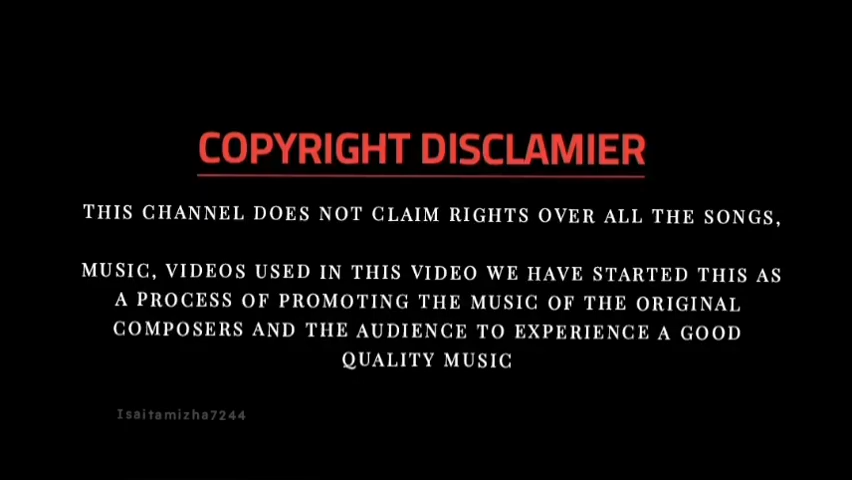 COPYRIGHT DISCLAMIER
THIS CHANNEL DOES NOT CLAIM RIGHTS OVER ALL THE SONGS,
MUSIC, VIDEOS USED IN THIS VIDEO WE HAVE STARTED THIS AS
A PROCESS OF PROMOTING THE MUSIC OF THE ORIGINAL
COMPOSERS AND THE AUDIENCE TO EXPERIENCE A GOOD
QUALITY MUSIC
Isaitamizha7244